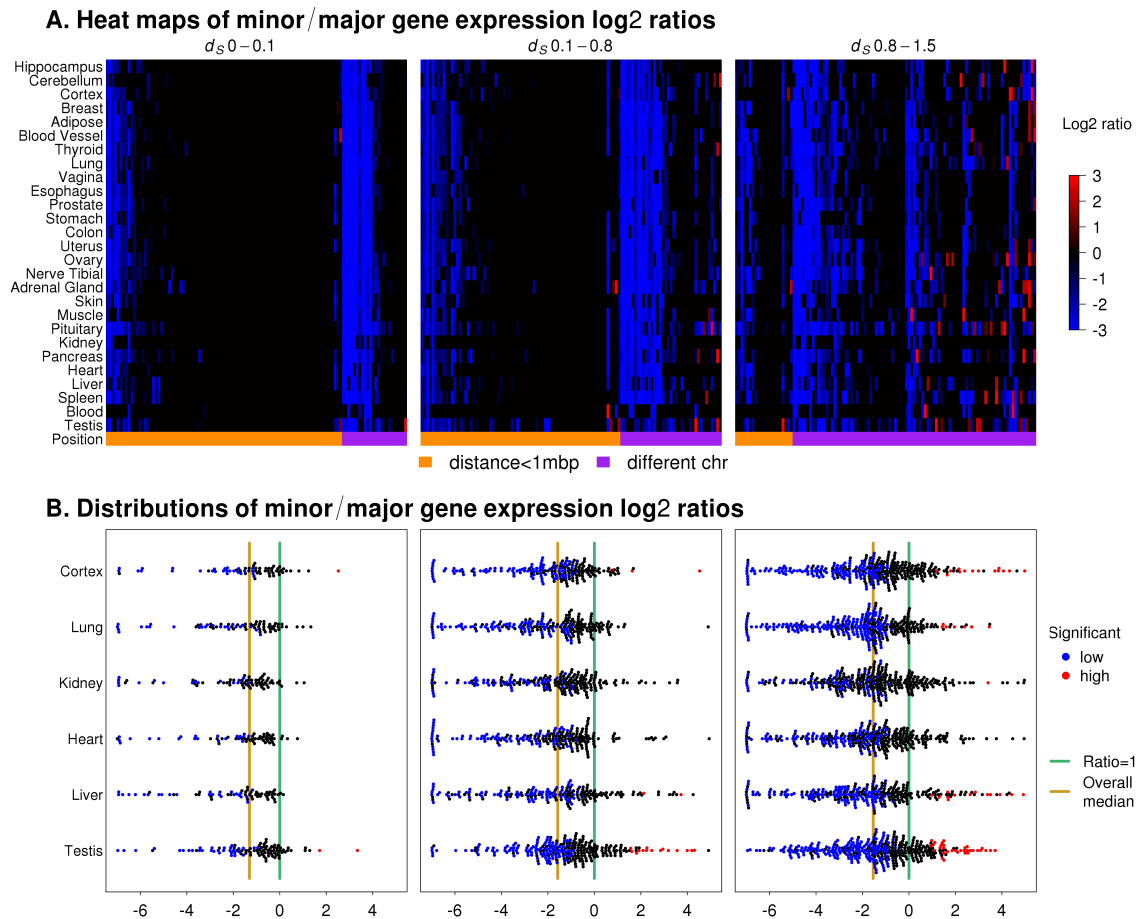 A. Heat maps of minor/major gene expression log2 ratios
dS 0−0.1
dS 0.1−0.8
dS 0.8−1.5
Hippocampus
Cerebellum
Cortex
Breast
Adipose
Blood Vessel
Thyroid
Lung
Vagina
Esophagus
Prostate
Stomach
Colon
Uterus
Ovary
Nerve Tibial
Adrenal Gland
Skin
Muscle
Pituitary
Kidney
Pancreas
Heart
Liver
Spleen
Blood
Testis
Position
Log2 ratio
3
2
1
0
-1
-2
-3
distance<1mbp
different chr
B. Distributions of minor/major gene expression log2 ratios
Cortex
Lung
Kidney
Heart
Liver
Testis
-6 -4 -2 0 2 4
-6 -4 -2 0 2 4
-6 -4 -2 0 2 4
Significant
low
high
Ratio=1
Overall
median